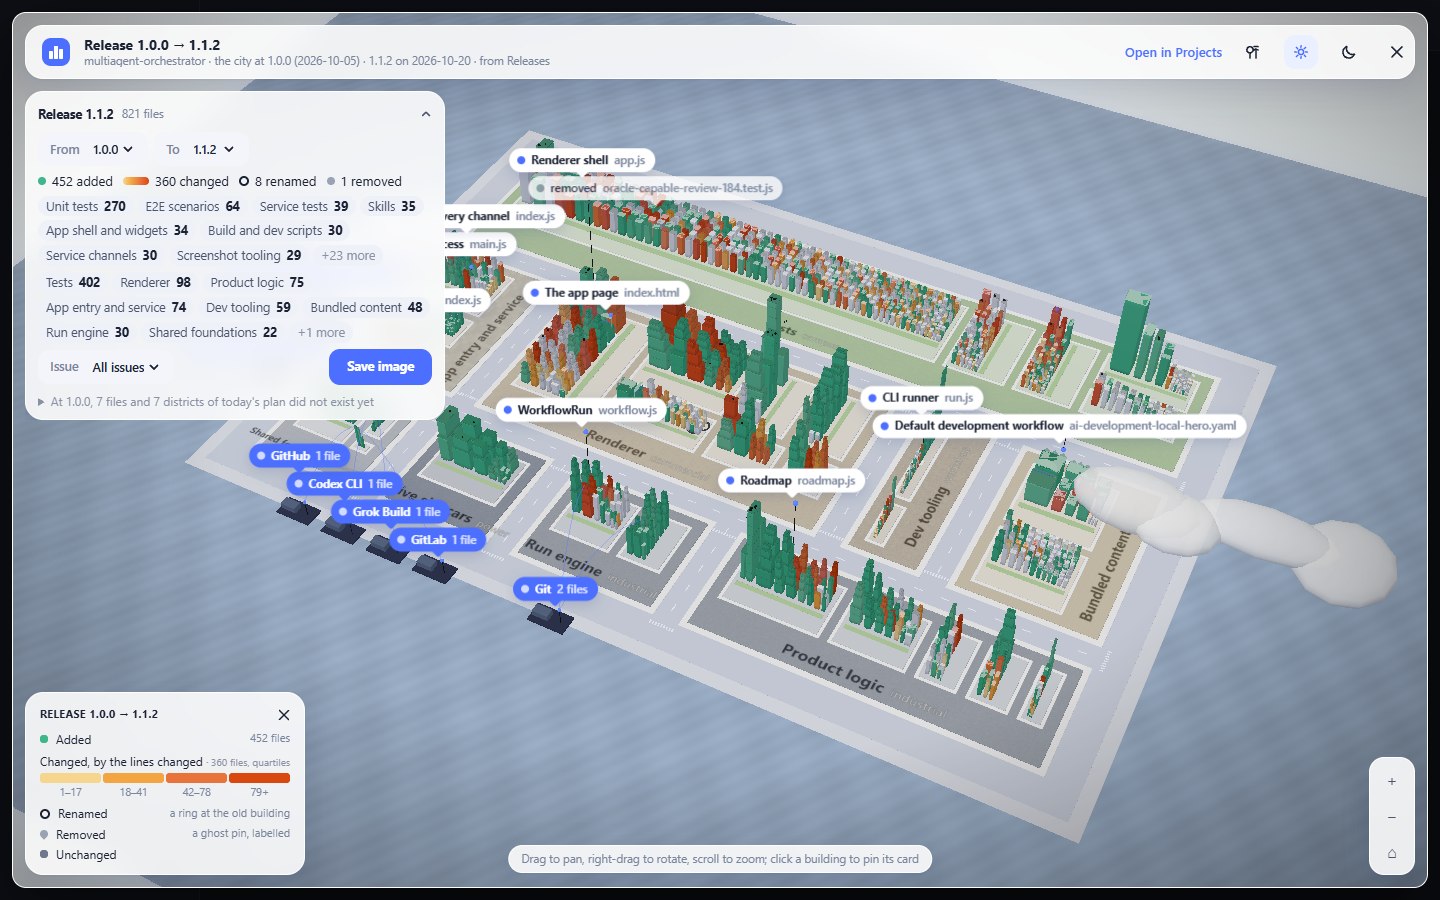 Release 1.0.0 → 1.1.2
multiagent-orchestrator · the city at 1.0.0 (2026-10-05) · 1.1.2 on 2026-10-20 · from Releases
Open in Projects
Release 1.1.2 821 files
From 1.0.0 To 1.1.2
452 added 360 changed 8 renamed 1 removed
Unit tests 270 E2E scenarios 64 Service tests 39 Skills 35
App shell and widgets 34 Build and dev scripts 30
Service channels 30 Screenshot tooling 29 +23 more
Tests 402 Renderer 98 Product logic 75
App entry and service 74 Dev tooling 59 Bundled content 48
Run engine 30 Shared foundations 22 +1 more
Issue All issues Save image
At 1.0.0, 7 files and 7 districts of today's plan did not exist yet
Renderer shell app.js
removed oracle-capable-review-184.test.js
very channel index.js
cess main.js
ndex.js
The app page index.html
pp entry and service
sts
WorkflowRun workflow.js
Renderer
CLI runner run.js
Default development workflow ai-development-local-hero.yaml
Roadmap roadmap.js
Dev tooling
Bundled content
Shared f
GitHub 1 file
Codex CLI 1 file
Grok Build 1 file
GitLab 1 file
Git 2 files
Run engine industrial
Product logic industrial
RELEASE 1.0.0 → 1.1.2
Added 452 files
Changed, by the lines changed · 360 files, quartiles
1–17 18–41 42–78 79+
Renamed a ring at the old building
Removed a ghost pin, labelled
Unchanged
Drag to pan, right-drag to rotate, scroll to zoom; click a building to pin its card
+
−